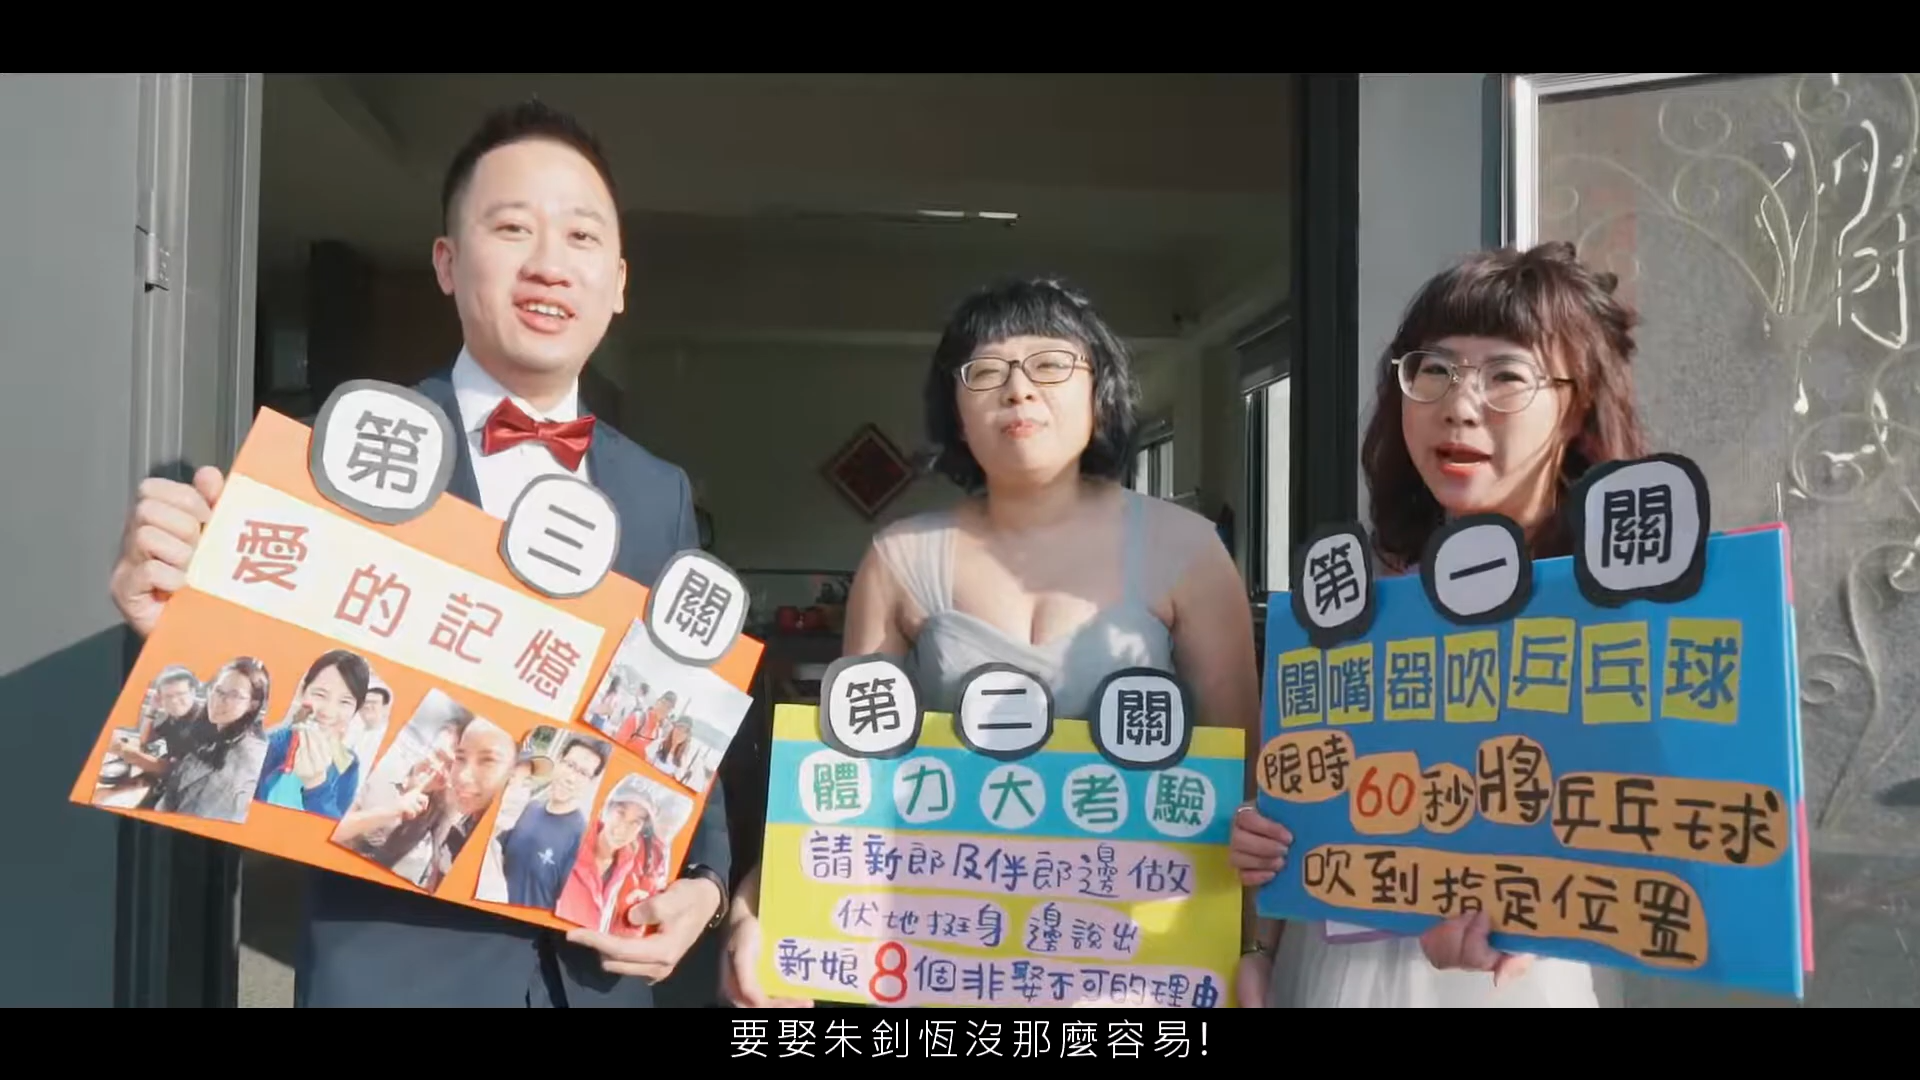 第三關
愛的記憶
第二關
體力大考驗
請新郎及伴郎邊做
伏地挺身 邊說出
新娘8個非娶不可的理由
第一關
闊嘴器吹乒乓球
限時60秒將乒乓球
吹到指定位置
要娶朱釗恆沒那麼容易!